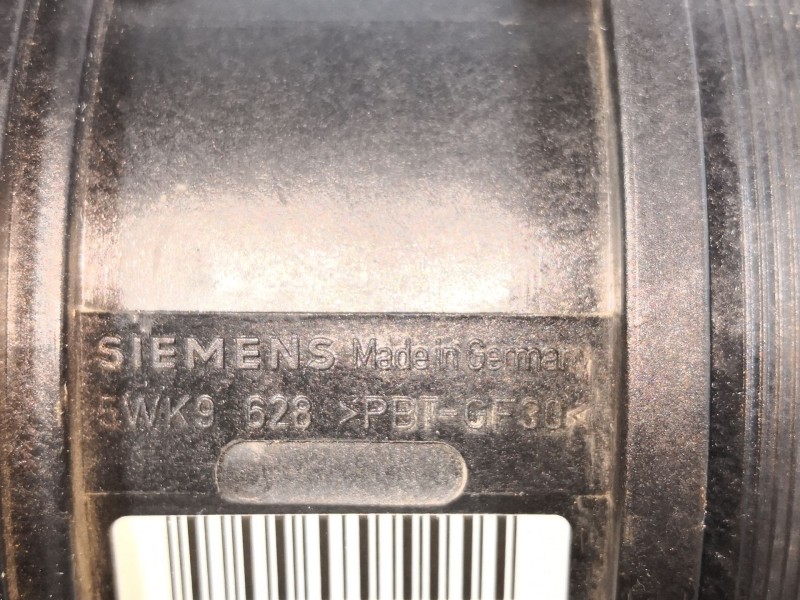 SIEMENS Made in Germany
5WK9 628 >PBT-GF30<